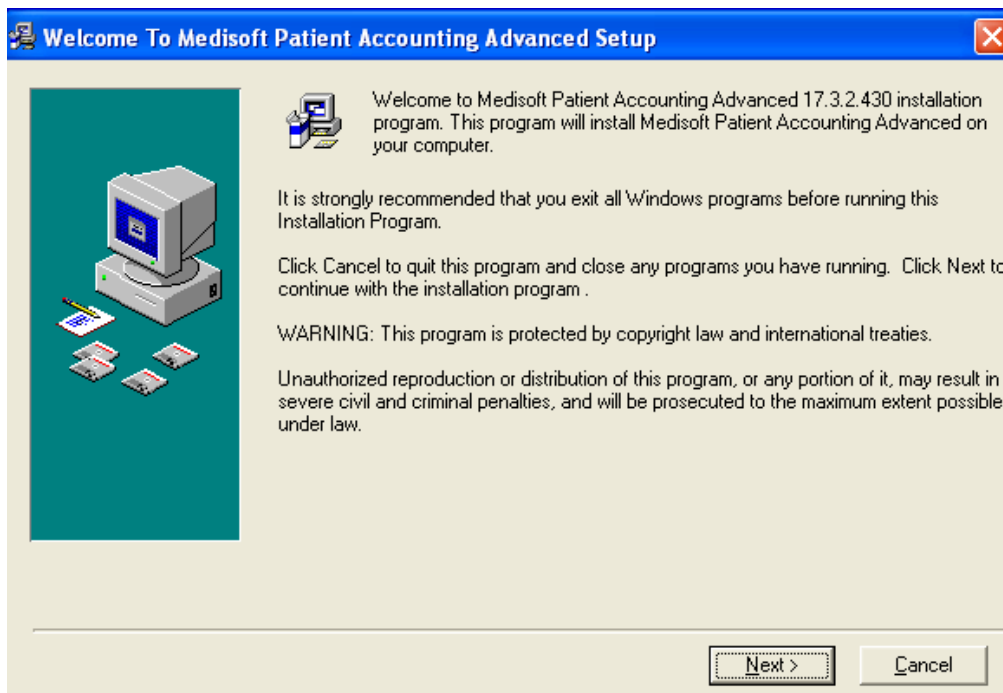 Welcome To Medisoft Patient Accounting Advanced Setup
Welcome to Medisoft Patient Accounting Advanced 17.3.2.430 installation
program. This program will install Medisoft Patient Accounting Advanced on
your computer.
It is strongly recommended that you exit all Windows programs before running this
Installation Program.
Click Cancel to quit this program and close any programs you have running.  Click Next to
continue with the installation program .
WARNING: This program is protected by copyright law and international treaties.
Unauthorized reproduction or distribution of this program, or any portion of it, may result in
severe civil and criminal penalties, and will be prosecuted to the maximum extent possible
under law.
Next >
Cancel